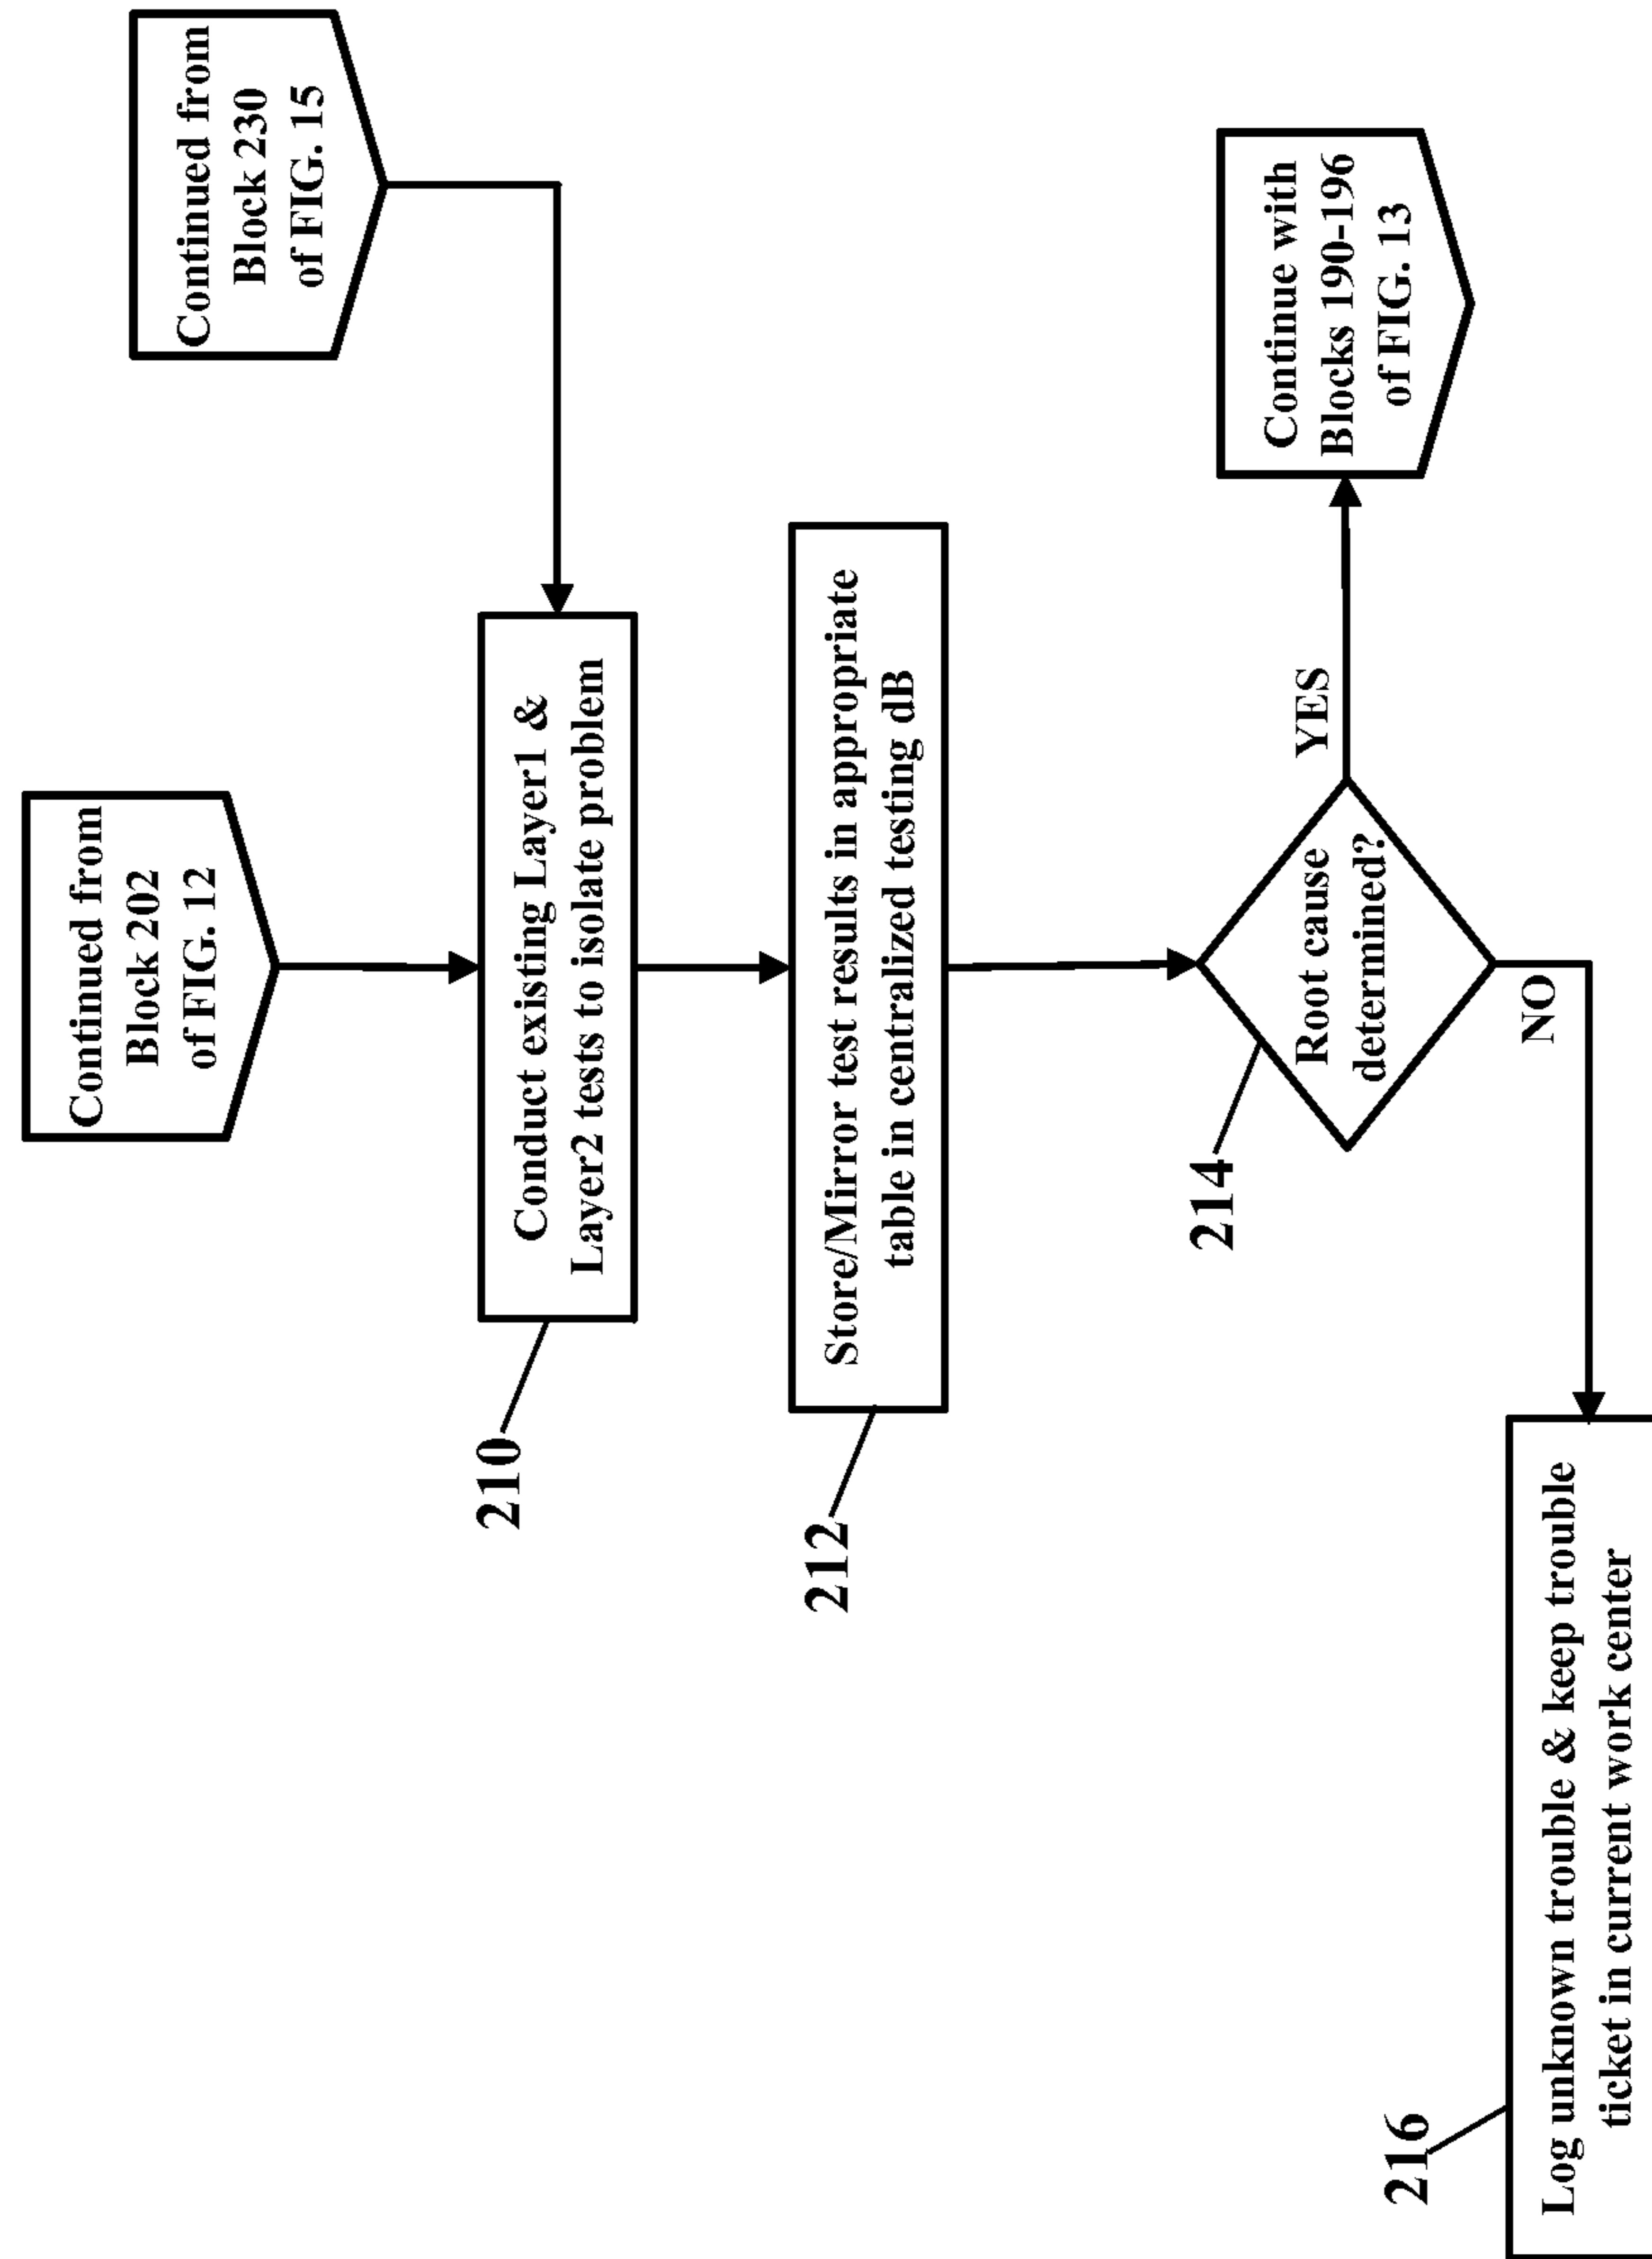 Continued from
Block 202
of FIG. 12
Continued from
Block 230
of FIG. 15
210
Conduct existing Layer1 &
Layer2 tests to isolate problem
212
Store/Mirror test results in appropriate
table in centralized testing dB
214
Root cause
determined?
YES
Continue with
Blocks 190-196
of FIG. 13
NO
216
Log unknown trouble & keep trouble
ticket in current work center